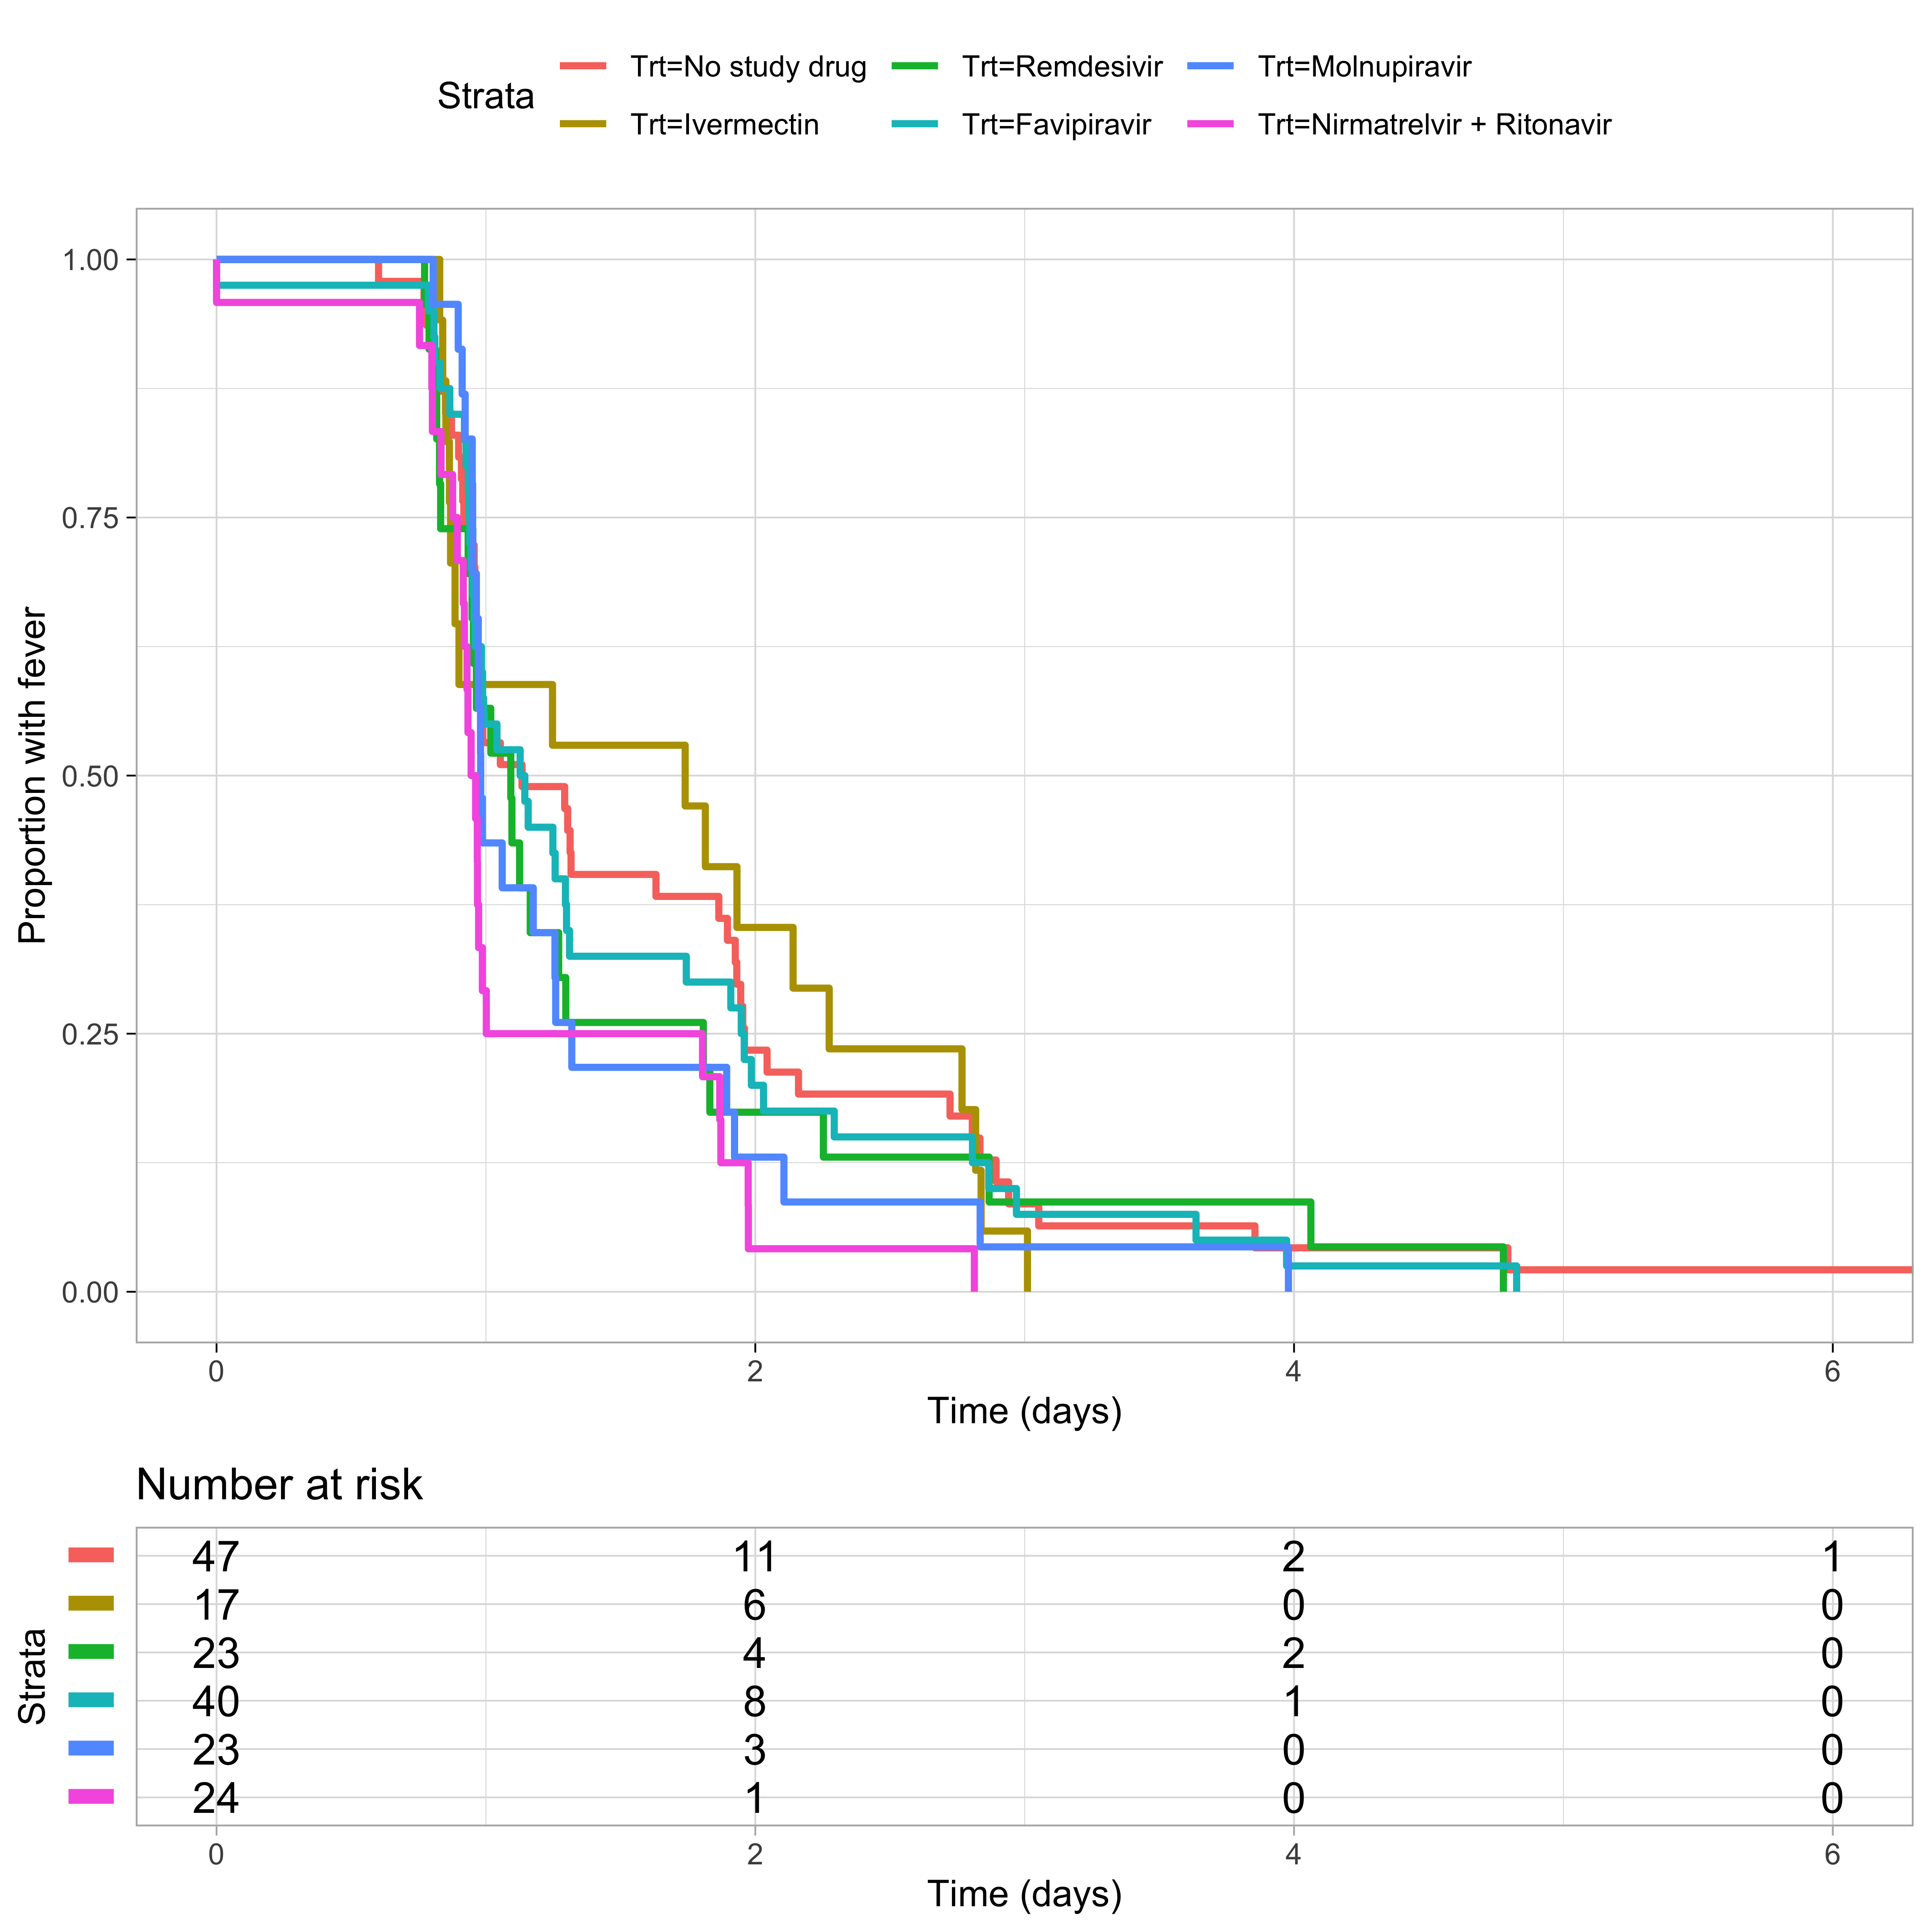 Strata
Trt=No study drug Trt=Remdesivir Trt=Molnupiravir
Trt=Ivermectin Trt=Favipiravir Trt=Nirmatrelvir + Ritonavir
Proportion with fever
1.00
0.75
0.50
0.25
0.00
0 2 4 6
Time (days)
Number at risk
Strata
47 11 2 1
17 6 0 0
23 4 2 0
40 8 1 0
23 3 0 0
24 1 0 0
0 2 4 6
Time (days)